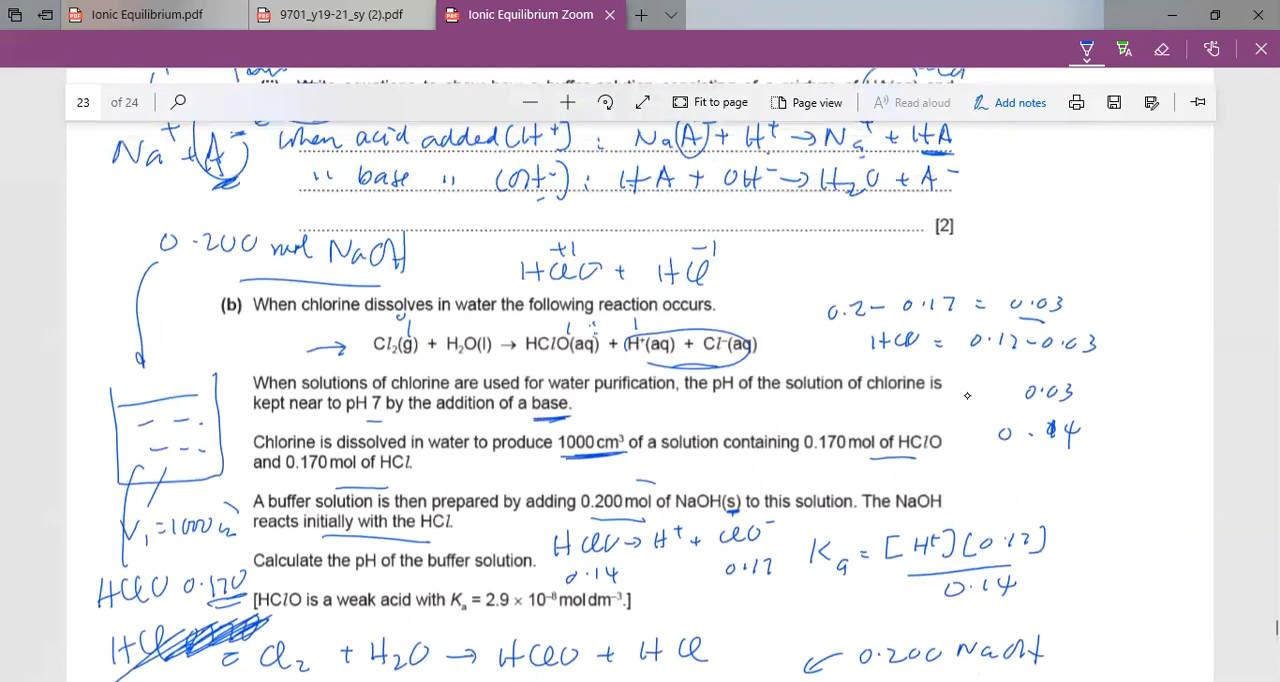 Ionic Equilibrium.pdf
9701_y19-21_sy (2).pdf
Ionic Equilibrium Zoom
23 of 24
Fit to page
Page view
Read aloud
Add notes
Na⁺ + A⁻
when acid added (H⁺) : Na(A⁻) + H⁺ → Na⁺ + HA
" base " (OH⁻) : HA + OH⁻ → H₂O + A⁻
[2]
0.200 mol NaOH
+1 −1
HClO + HCl
(b) When chlorine dissolves in water the following reaction occurs.
0.2 − 0.17 = 0.03
Cl₂(g) + H₂O(l) → HClO(aq) + H⁺(aq) + Cl⁻(aq)
HClO = 0.17 − 0.03
When solutions of chlorine are used for water purification, the pH of the solution of chlorine is
kept near to pH 7 by the addition of a base.
0.03
0.14
Chlorine is dissolved in water to produce 1000 cm³ of a solution containing 0.170 mol of HClO
and 0.170 mol of HCl.
A buffer solution is then prepared by adding 0.200 mol of NaOH(s) to this solution. The NaOH
reacts initially with the HCl.
HClO → H⁺ + ClO⁻
0.14 0.17
Kₐ = [H⁺][0.17]
0.14
Calculate the pH of the buffer solution.
HClO 0.170
[HClO is a weak acid with Kₐ = 2.9 × 10⁻⁸ mol dm⁻³.]
= Cl₂ + H₂O → HClO + HCl
0.200 NaOH